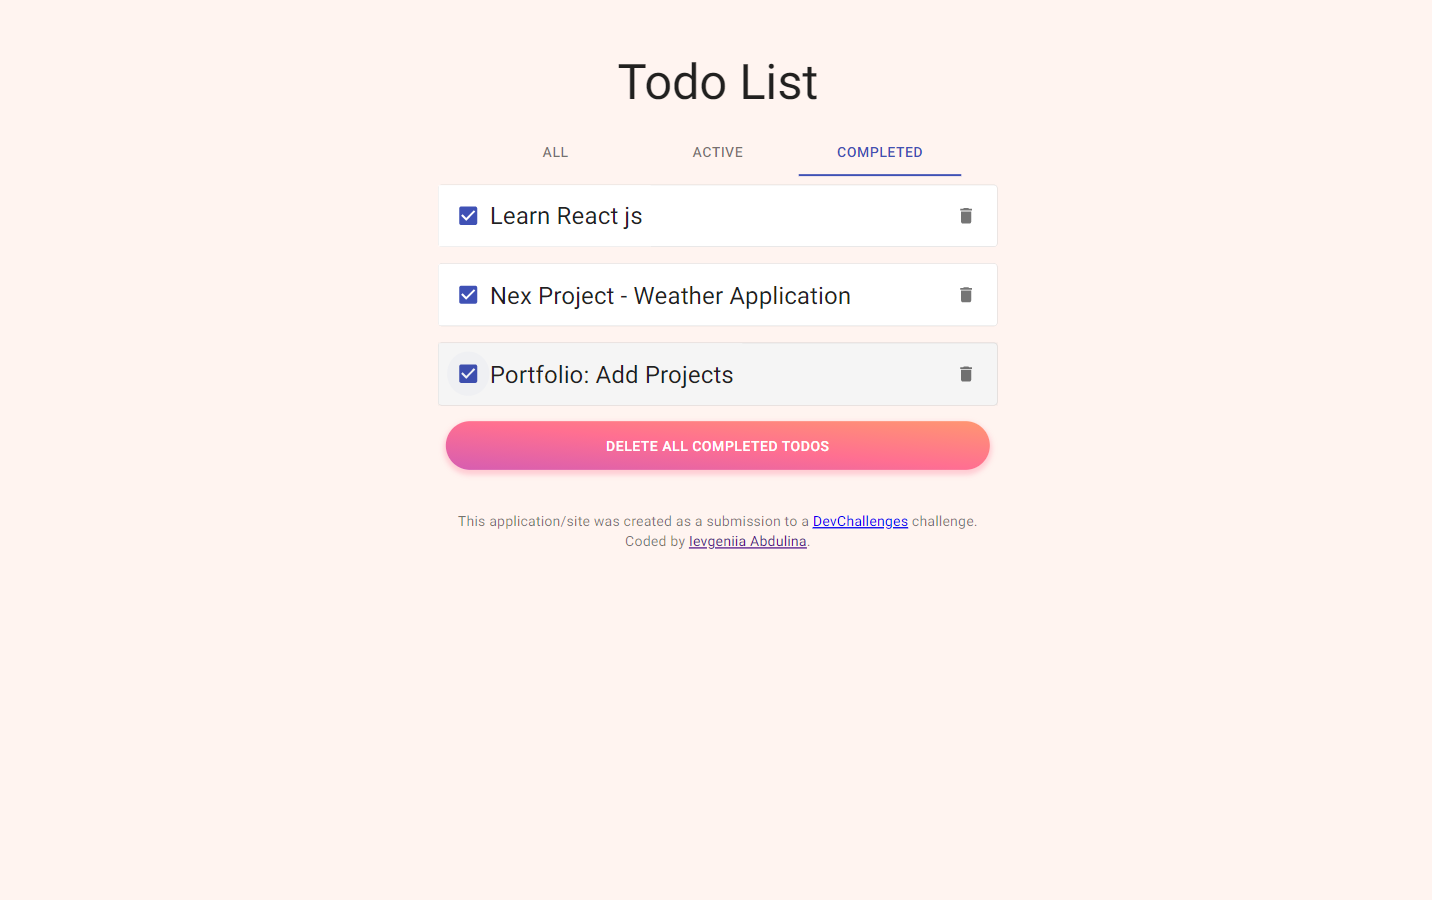 Todo List
ALL ACTIVE COMPLETED
Learn React js
Nex Project - Weather Application
Portfolio: Add Projects
DELETE ALL COMPLETED TODOS
This application/site was created as a submission to a DevChallenges challenge.
Coded by Ievgeniia Abdulina.